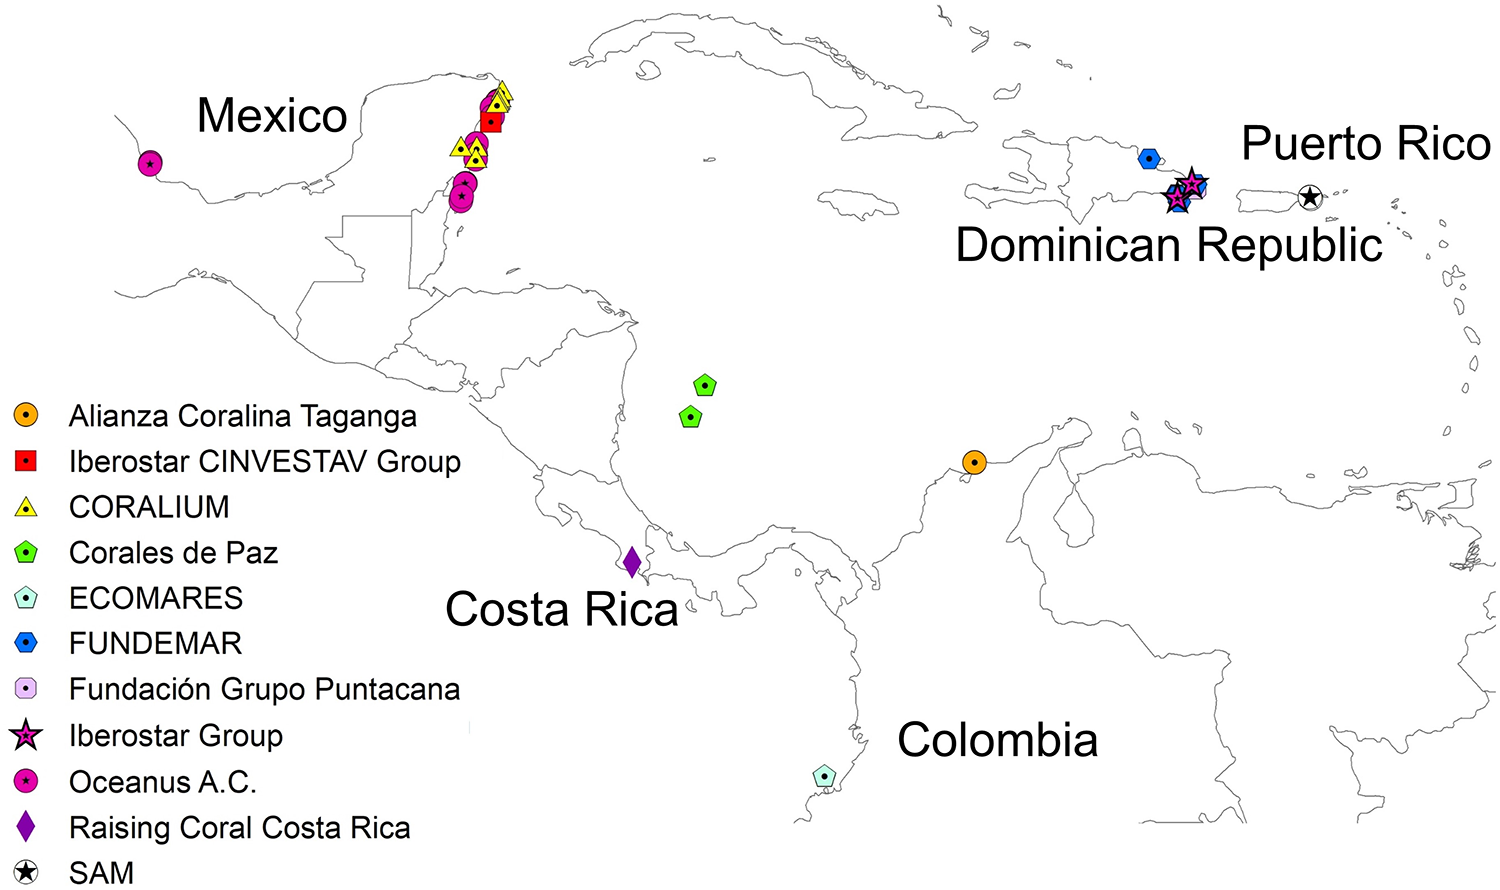 Mexico
Puerto Rico
Dominican Republic
Costa Rica
Colombia
Alianza Coralina Taganga
Iberostar CINVESTAV Group
CORALIUM
Corales de Paz
ECOMARES
FUNDEMAR
Fundación Grupo Puntacana
Iberostar Group
Oceanus A.C.
Raising Coral Costa Rica
SAM